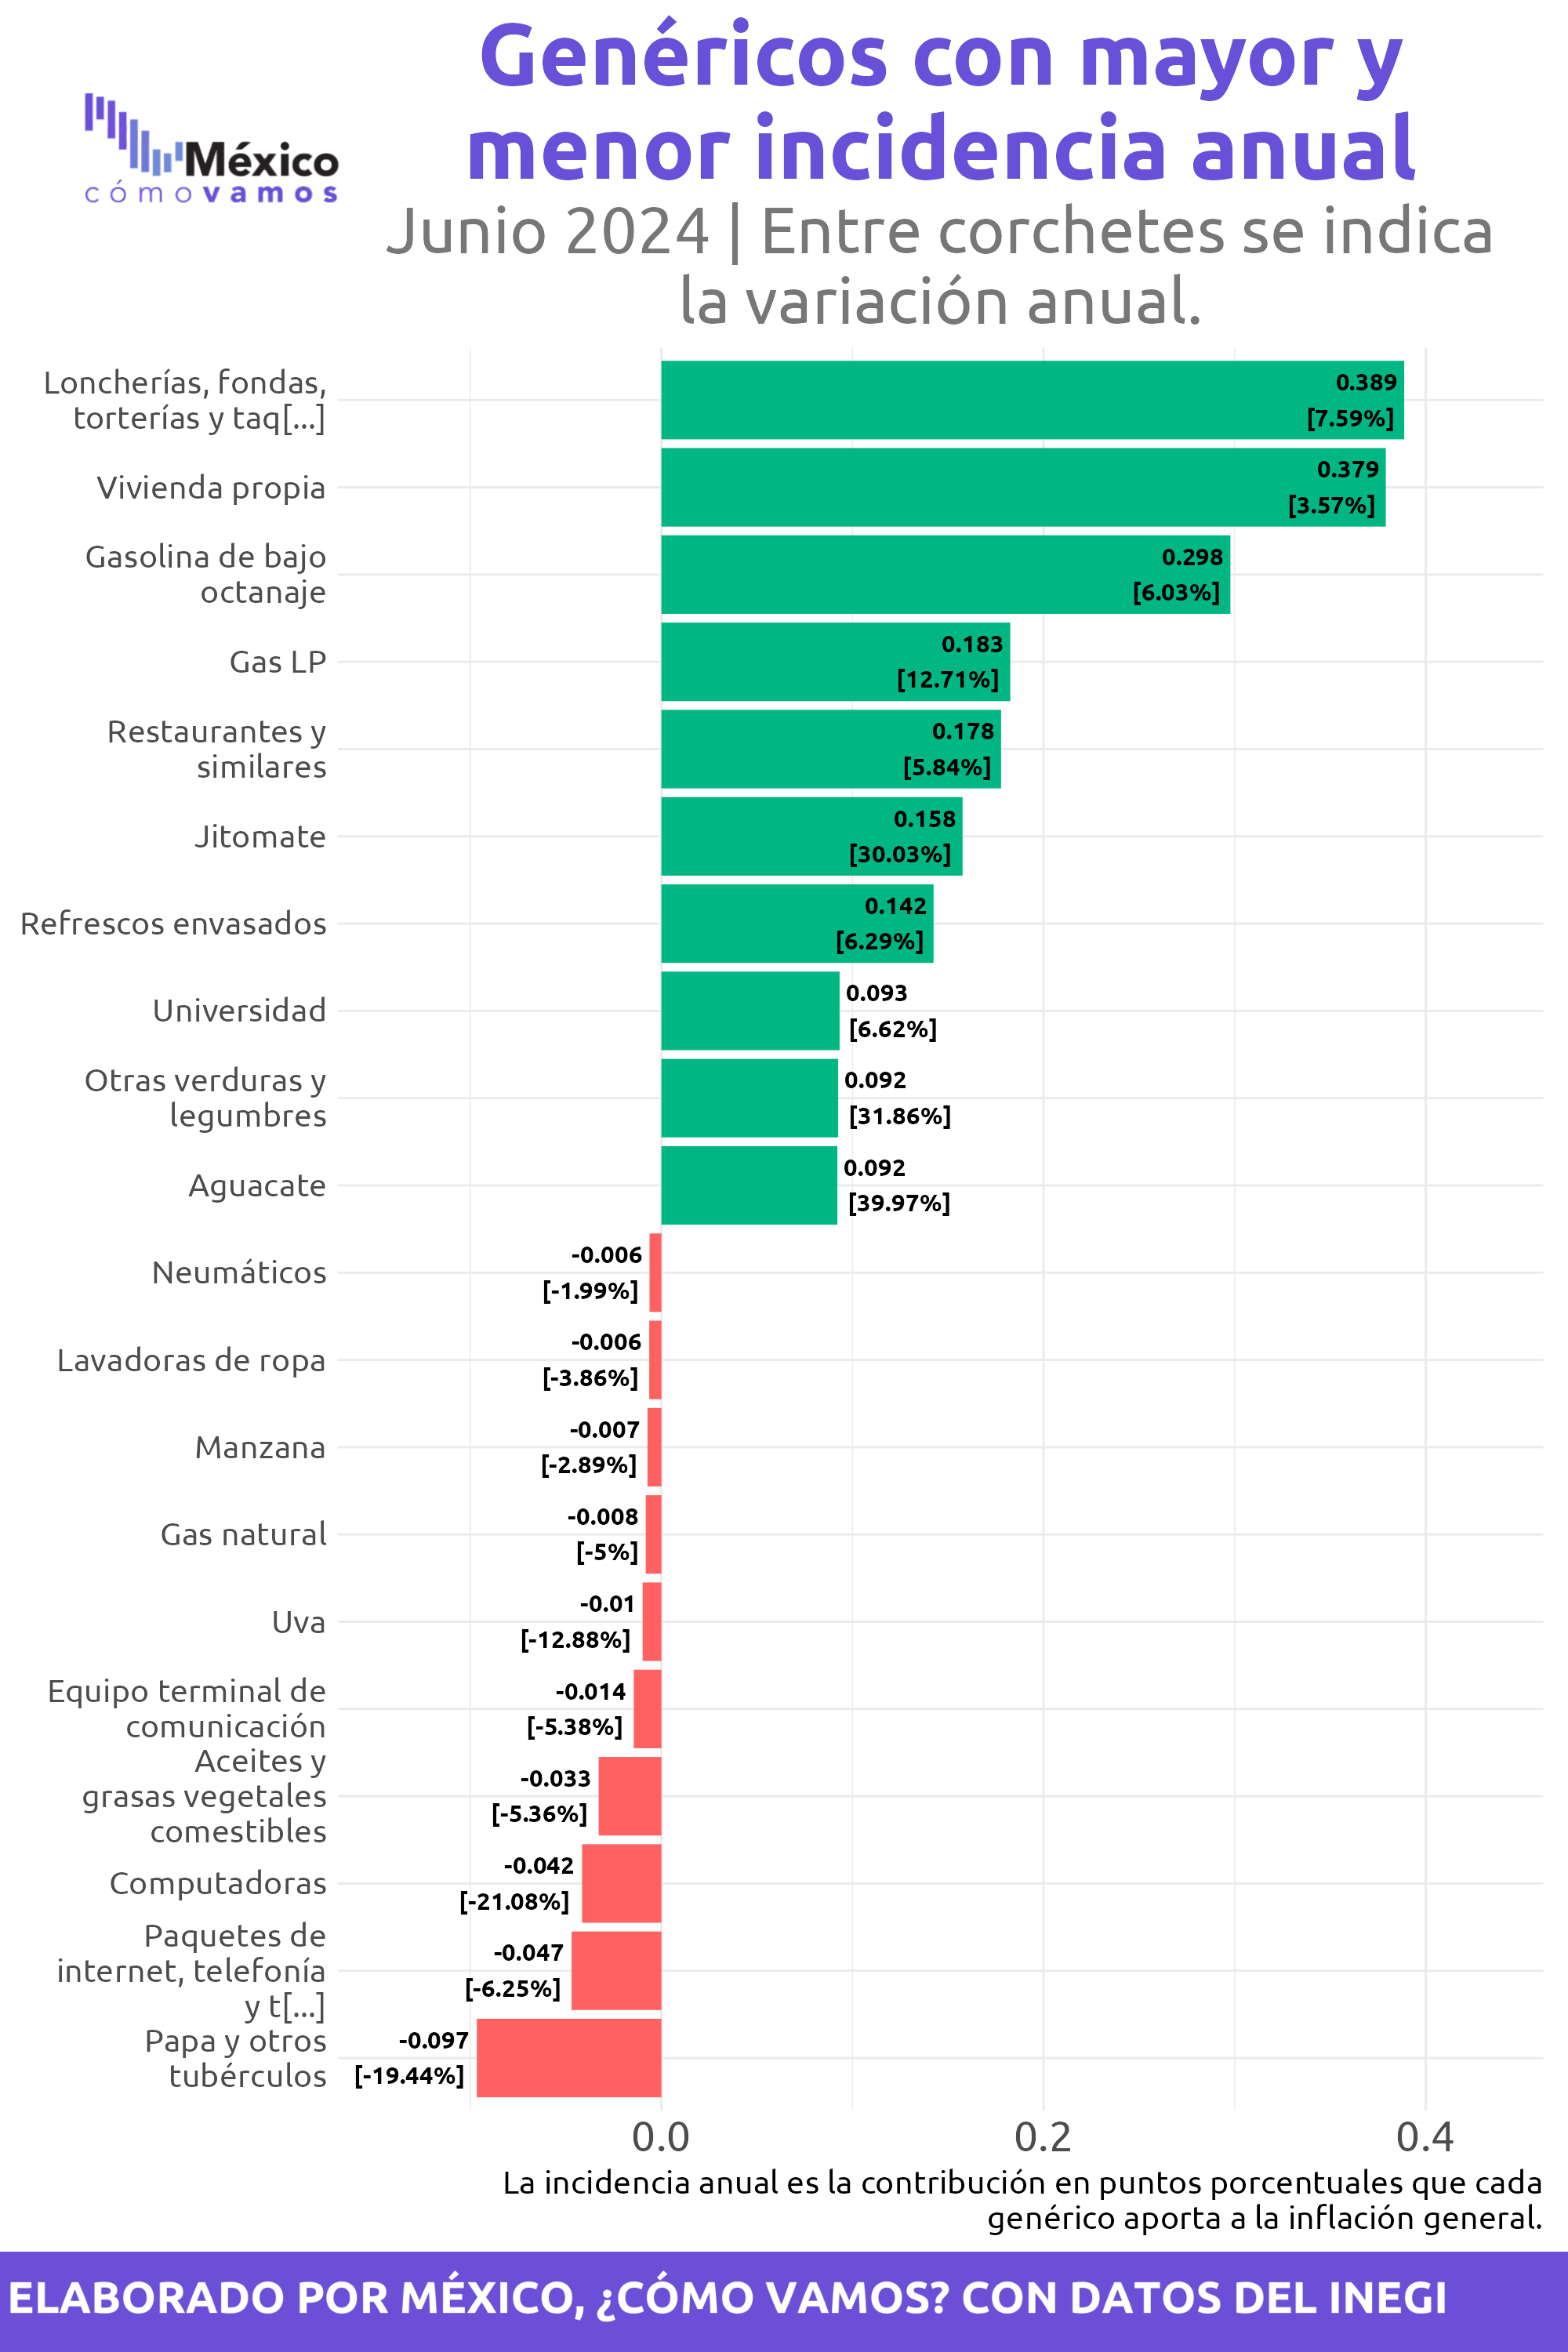 Genéricos con mayor y
menor incidencia anual
México
cómovamos
Junio 2024 | Entre corchetes se indica
la variación anual.
Loncherías, fondas,
torterías y taq[...]
0.389
[7.59%]
Vivienda propia
0.379
[3.57%]
Gasolina de bajo
octanaje
0.298
[6.03%]
Gas LP
0.183
[12.71%]
Restaurantes y
similares
0.178
[5.84%]
Jitomate
0.158
[30.03%]
Refrescos envasados
0.142
[6.29%]
Universidad
0.093
[6.62%]
Otras verduras y
legumbres
0.092
[31.86%]
Aguacate
0.092
[39.97%]
Neumáticos
-0.006
[-1.99%]
Lavadoras de ropa
-0.006
[-3.86%]
Manzana
-0.007
[-2.89%]
Gas natural
-0.008
[-5%]
Uva
-0.01
[-12.88%]
Equipo terminal de
comunicación
-0.014
[-5.38%]
Aceites y
grasas vegetales
comestibles
-0.033
[-5.36%]
Computadoras
-0.042
[-21.08%]
Paquetes de
internet, telefonía
y t[...]
-0.047
[-6.25%]
Papa y otros
tubérculos
-0.097
[-19.44%]
0.0 0.2 0.4
La incidencia anual es la contribución en puntos porcentuales que cada
genérico aporta a la inflación general.
ELABORADO POR MÉXICO, ¿CÓMO VAMOS? CON DATOS DEL INEGI